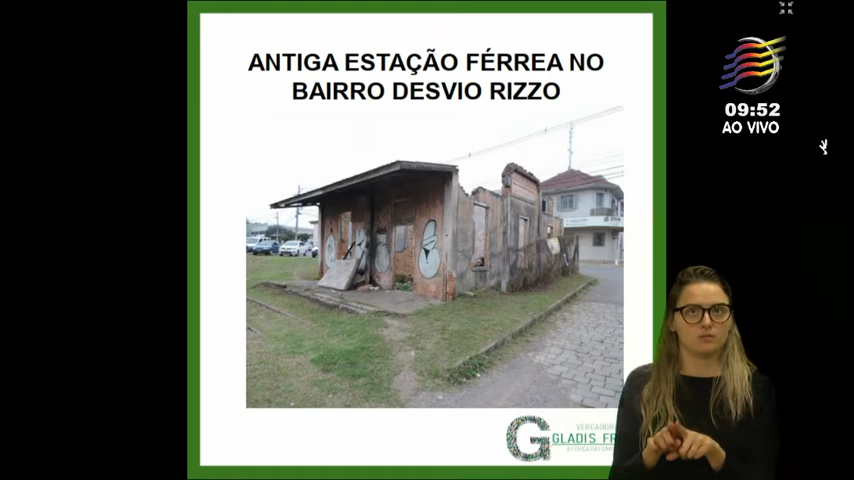 ANTIGA ESTAÇÃO FÉRREA NO
BAIRRO DESVIO RIZZO
09:52
AO VIVO
VEREADORA
GLADIS FR